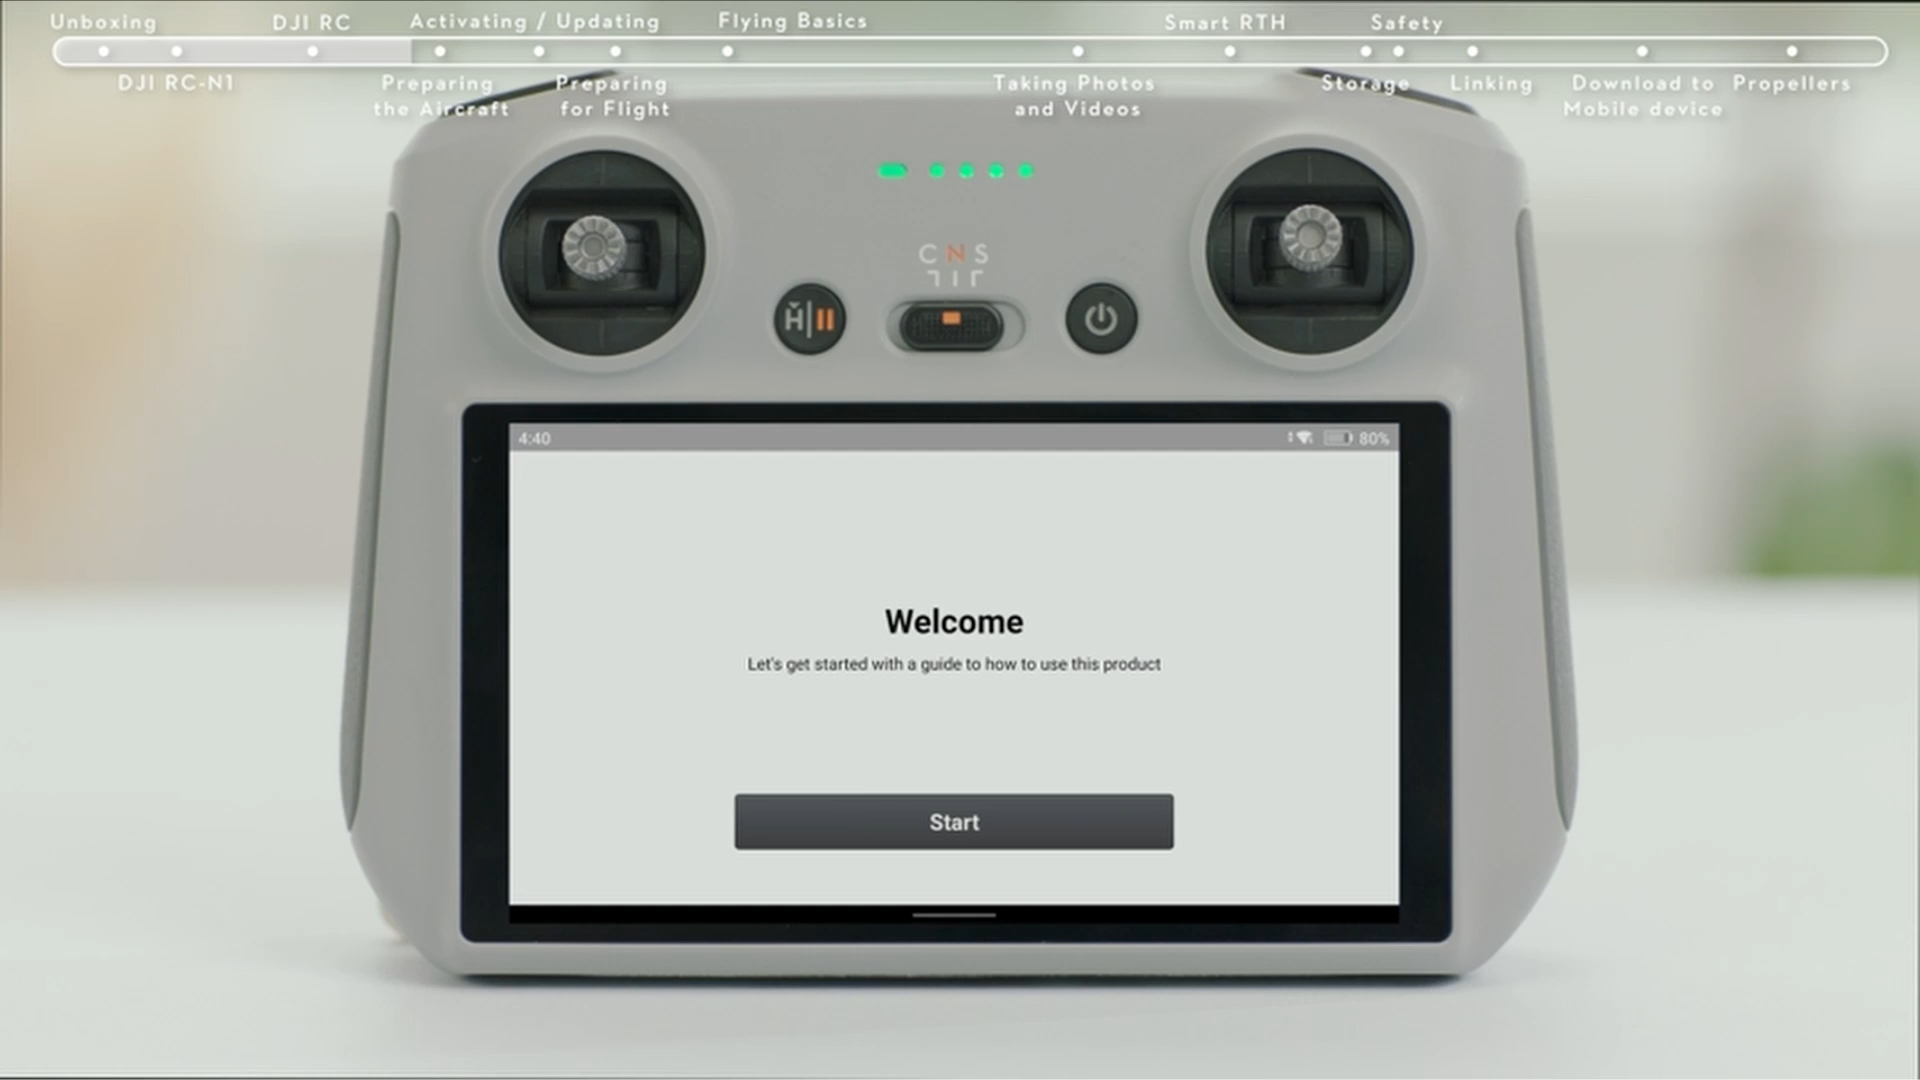 Unboxing
DJI RC
Activating / Updating
Flying Basics
Smart RTH
Safety
DJI RC-N1
Preparing
the Aircraft
Preparing
for Flight
Taking Photos
and Videos
Storage
Linking
Download to
Mobile device
Propellers
C N S
H
4:40
80%
Welcome
Let's get started with a guide to how to use this product
Start